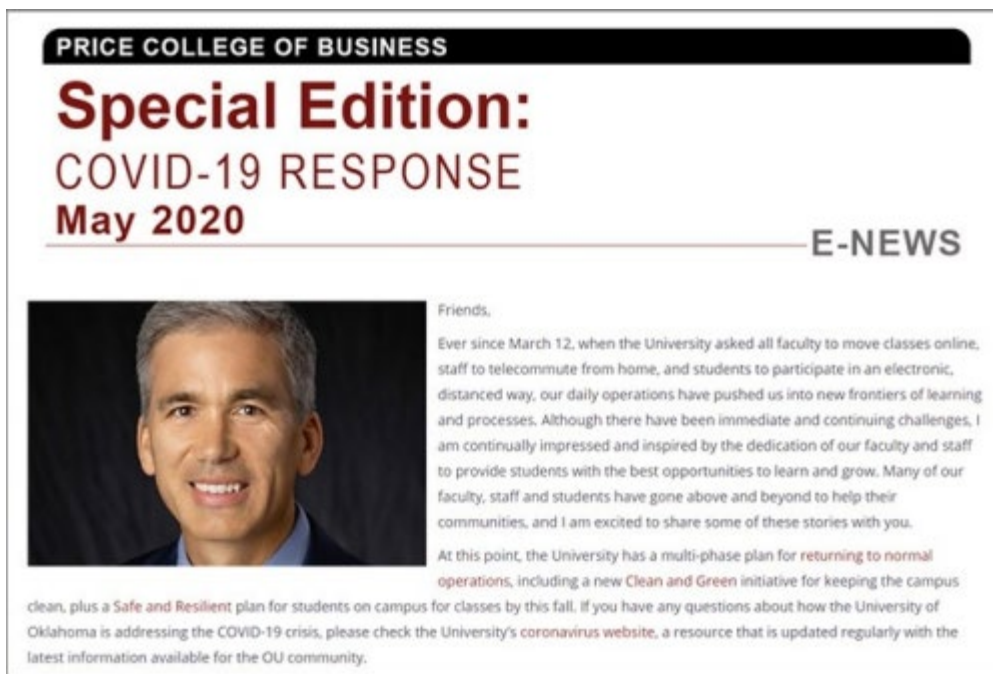 PRICE COLLEGE OF BUSINESS
Special Edition:
COVID-19 RESPONSE
May 2020
E-NEWS
Friends,
Ever since March 12, when the University asked all faculty to move classes online,
staff to telecommute from home, and students to participate in an electronic,
distanced way, our daily operations have pushed us into new frontiers of learning
and processes. Although there have been immediate and continuing challenges, I
am continually impressed and inspired by the dedication of our faculty and staff
to provide students with the best opportunities to learn and grow. Many of our
faculty, staff and students have gone above and beyond to help their
communities, and I am excited to share some of these stories with you.
At this point, the University has a multi-phase plan for returning to normal
operations, including a new Clean and Green initiative for keeping the campus
clean, plus a Safe and Resilient plan for students on campus for classes by this fall. If you have any questions about how the University of
Oklahoma is addressing the COVID-19 crisis, please check the University's coronavirus website, a resource that is updated regularly with the
latest information available for the OU community.